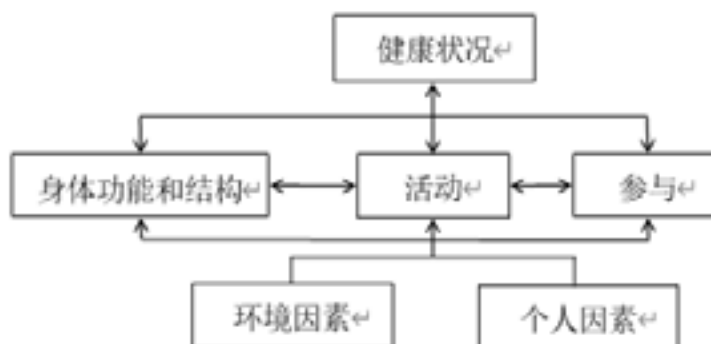 健康状况
身体功能和结构
活动
参与
环境因素
个人因素